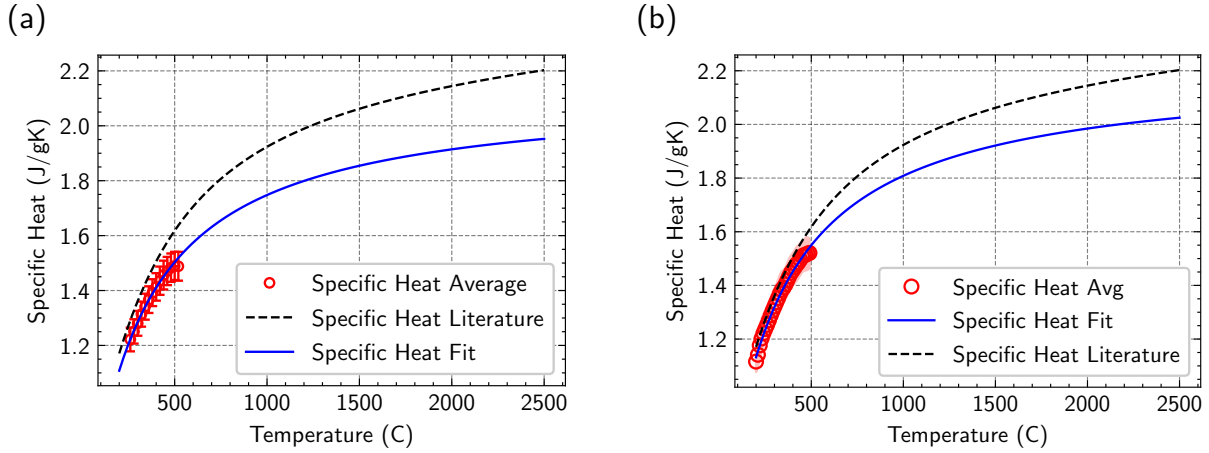 (a)
Specific Heat (J/gK)
2.2
2.0
1.8
1.6
1.4
1.2
500
1000
1500
2000
2500
Temperature (C)
Specific Heat Average
Specific Heat Literature
Specific Heat Fit
(b)
Specific Heat (J/gK)
2.2
2.0
1.8
1.6
1.4
1.2
500
1000
1500
2000
2500
Temperature (C)
Specific Heat Avg
Specific Heat Fit
Specific Heat Literature